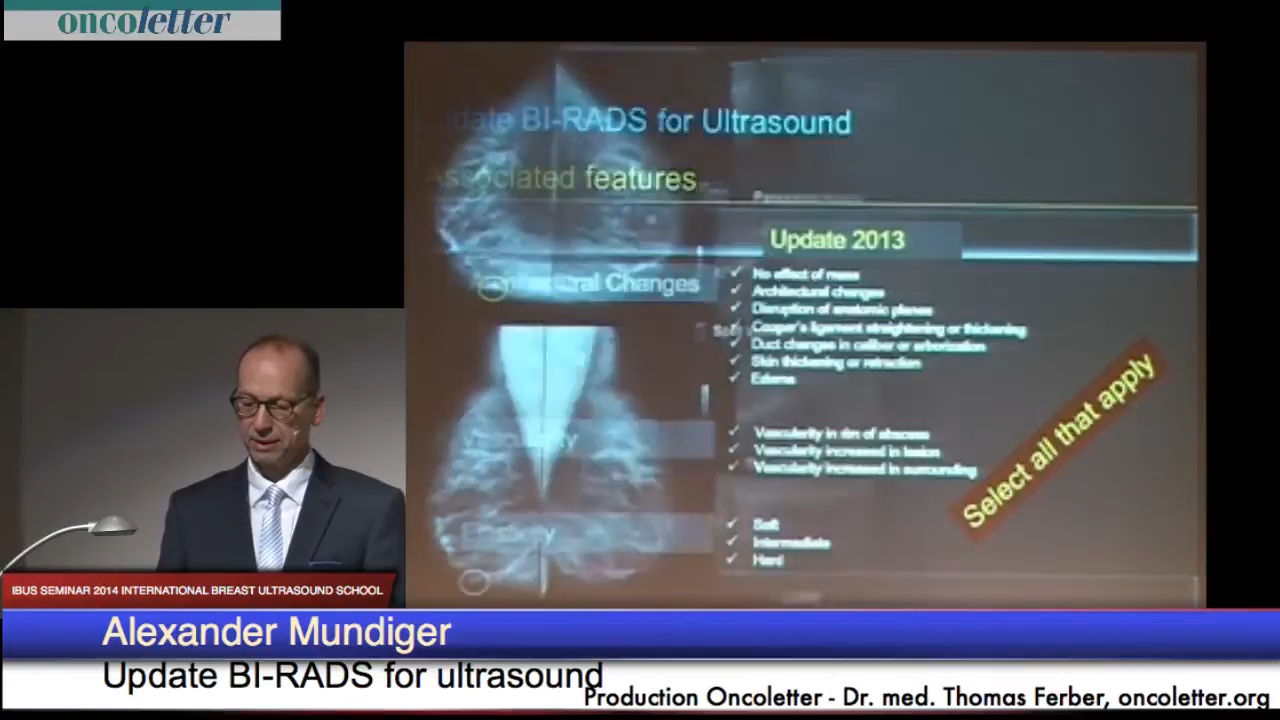 oncoletter
date BI-RADS for Ultrasound
Associated features
Update 2013
Architectural Changes
No effect of mass
Architectural changes
Disruption of anatomic planes
Cooper's ligament straightening or thickening
Duct changes in caliber or arborization
Skin thickening or retraction
Edema
Vascularity
Vascularity in rim of abscess
Vascularity increased in lesion
Vascularity increased in surrounding
Elasticity
Soft
Intermediate
Hard
Select all that apply
IBUS SEMINAR 2014 INTERNATIONAL BREAST ULTRASOUND SCHOOL
Alexander Mundiger
Update BI-RADS for ultrasound
Production Oncoletter - Dr. med. Thomas Ferber, oncoletter.org